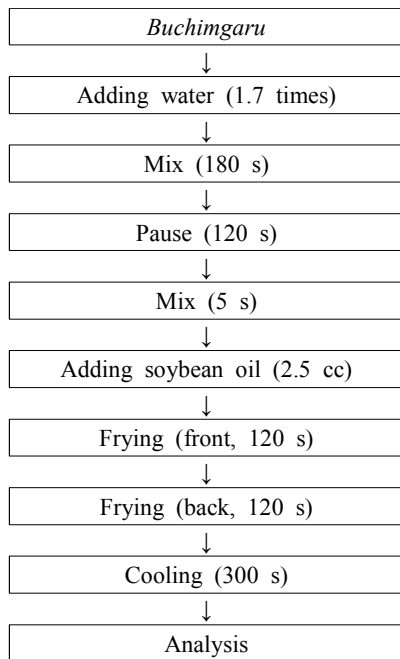 Buchimgaru
↓
Adding water (1.7 times)
↓
Mix (180 s)
↓
Pause (120 s)
↓
Mix (5 s)
↓
Adding soybean oil (2.5 cc)
↓
Frying (front, 120 s)
↓
Frying (back, 120 s)
↓
Cooling (300 s)
↓
Analysis